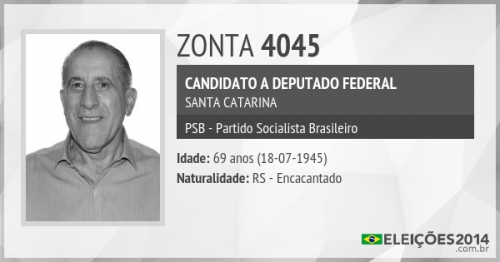 ZONTA 4045
CANDIDATO A DEPUTADO FEDERAL
SANTA CATARINA
PSB - Partido Socialista Brasileiro
Idade: 69 anos (18-07-1945)
Naturalidade: RS - Encacantado
ELEIÇÕES2014
.com.br